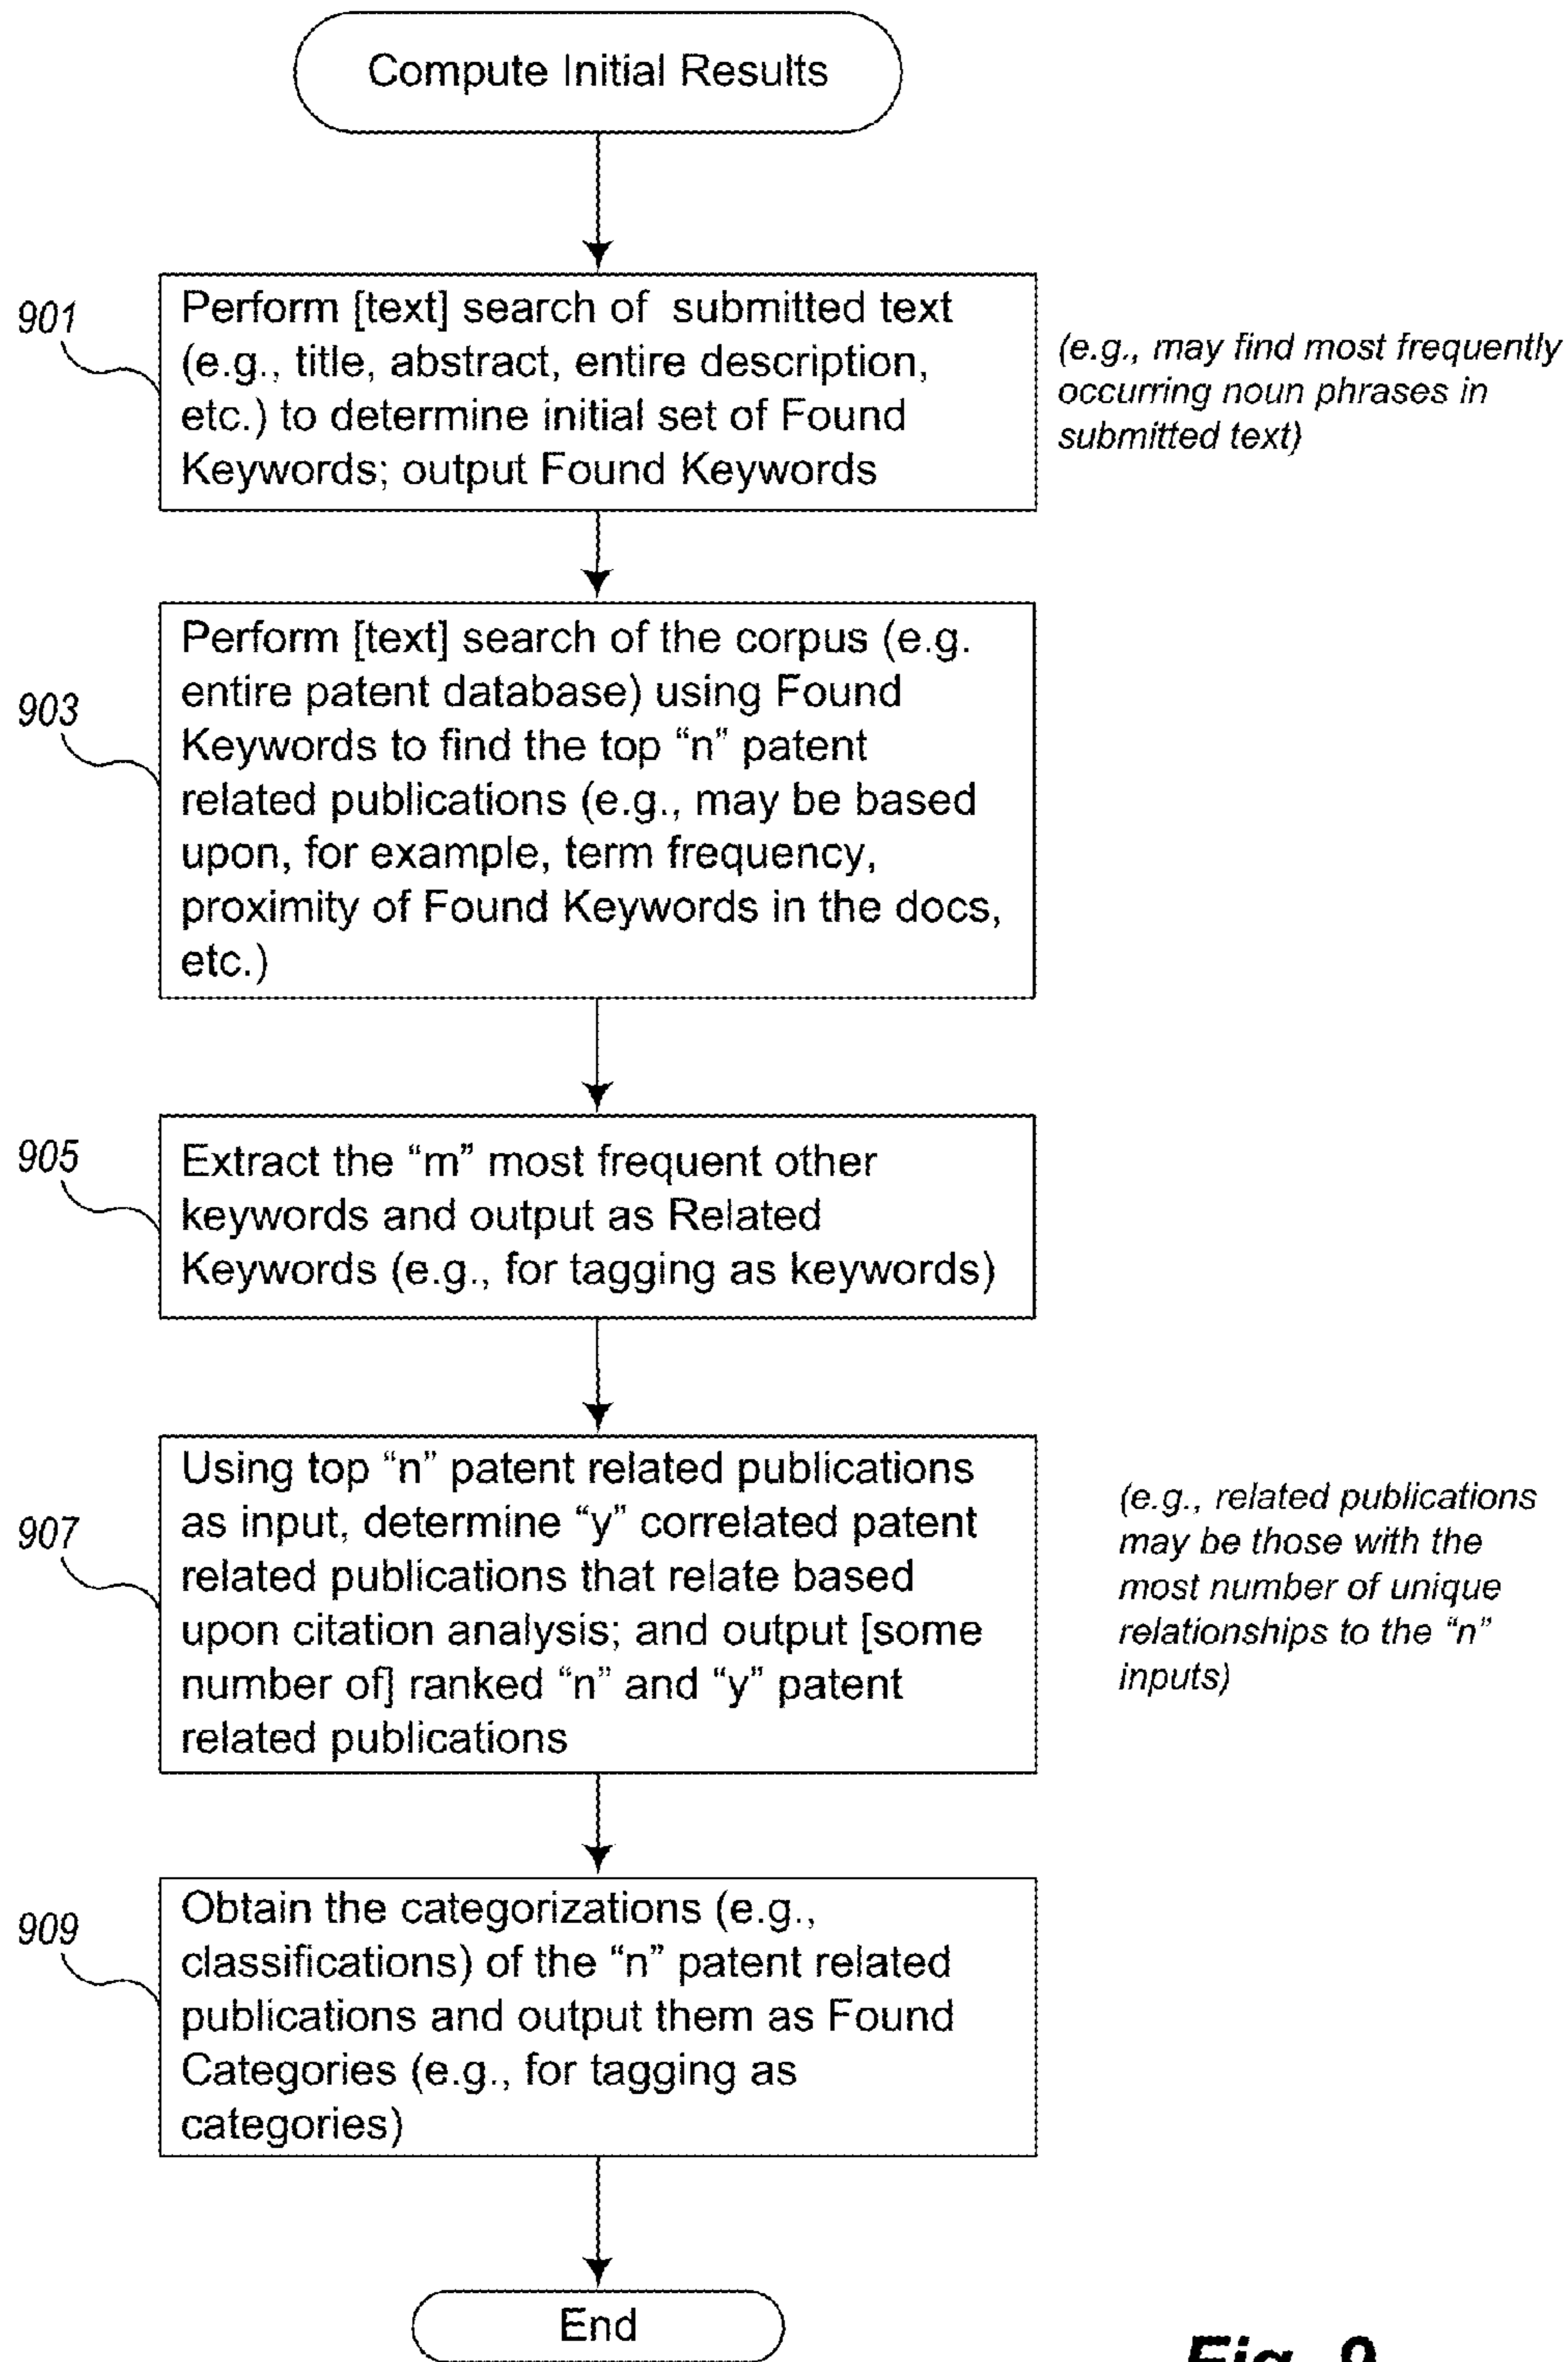 Compute Initial Results
901
Perform [text] search of submitted text
(e.g., title, abstract, entire description,
etc.) to determine initial set of Found
Keywords; output Found Keywords
(e.g., may find most frequently
occurring noun phrases in
submitted text)
903
Perform [text] search of the corpus (e.g.
entire patent database) using Found
Keywords to find the top “n” patent
related publications (e.g., may be based
upon, for example, term frequency,
proximity of Found Keywords in the docs,
etc.)
905
Extract the “m” most frequent other
keywords and output as Related
Keywords (e.g., for tagging as keywords)
907
Using top “n” patent related publications
as input, determine “y” correlated patent
related publications that relate based
upon citation analysis; and output [some
number of] ranked “n” and “y” patent
related publications
(e.g., related publications
may be those with the
most number of unique
relationships to the “n”
inputs)
909
Obtain the categorizations (e.g.,
classifications) of the “n” patent related
publications and output them as Found
Categories (e.g., for tagging as
categories)
End
Fig. 9